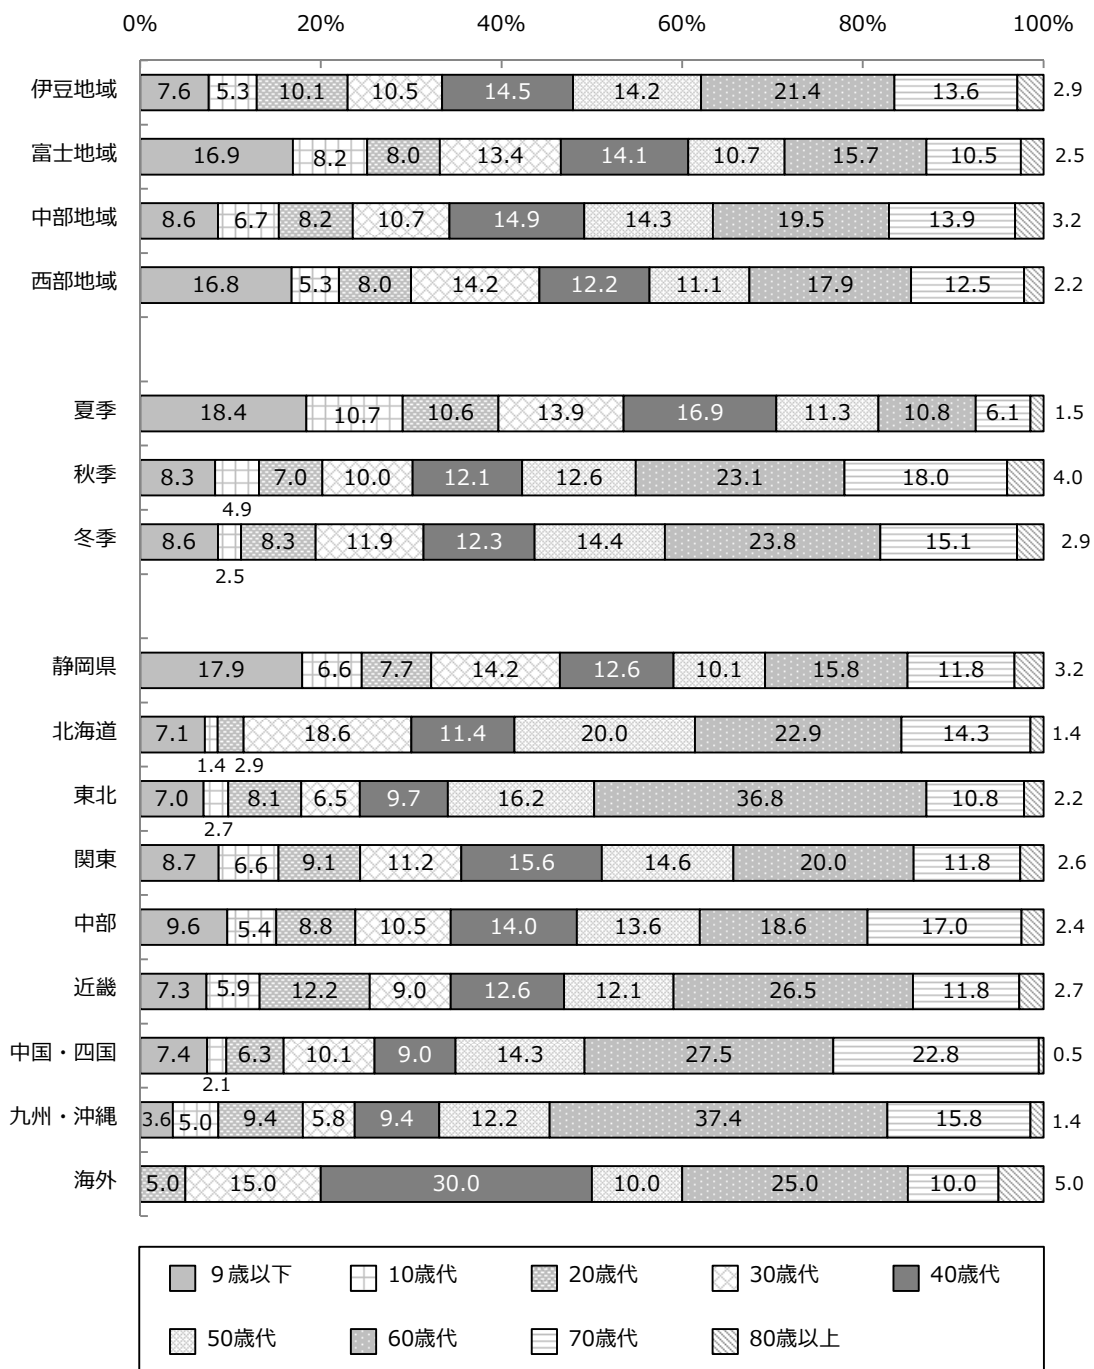 0% 20% 40% 60% 80% 100%
伊豆地域 7.6 5.3 10.1 10.5 14.5 14.2 21.4 13.6 2.9
富士地域 16.9 8.2 8.0 13.4 14.1 10.7 15.7 10.5 2.5
中部地域 8.6 6.7 8.2 10.7 14.9 14.3 19.5 13.9 3.2
西部地域 16.8 5.3 8.0 14.2 12.2 11.1 17.9 12.5 2.2
夏季 18.4 10.7 10.6 13.9 16.9 11.3 10.8 6.1 1.5
秋季 8.3 7.0 10.0 12.1 12.6 23.1 18.0 4.0
4.9
冬季 8.6 8.3 11.9 12.3 14.4 23.8 15.1 2.9
2.5
静岡県 17.9 6.6 7.7 14.2 12.6 10.1 15.8 11.8 3.2
北海道 7.1 18.6 11.4 20.0 22.9 14.3 1.4
1.4 2.9
東北 7.0 8.1 6.5 9.7 16.2 36.8 10.8 2.2
2.7
関東 8.7 6.6 9.1 11.2 15.6 14.6 20.0 11.8 2.6
中部 9.6 5.4 8.8 10.5 14.0 13.6 18.6 17.0 2.4
近畿 7.3 5.9 12.2 9.0 12.6 12.1 26.5 11.8 2.7
中国・四国 7.4 6.3 10.1 9.0 14.3 27.5 22.8 0.5
2.1
九州・沖縄 3.6 5.0 9.4 5.8 9.4 12.2 37.4 15.8 1.4
海外 5.0 15.0 30.0 10.0 25.0 10.0 5.0
９歳以下 10歳代 20歳代 30歳代 40歳代
50歳代 60歳代 70歳代 80歳以上